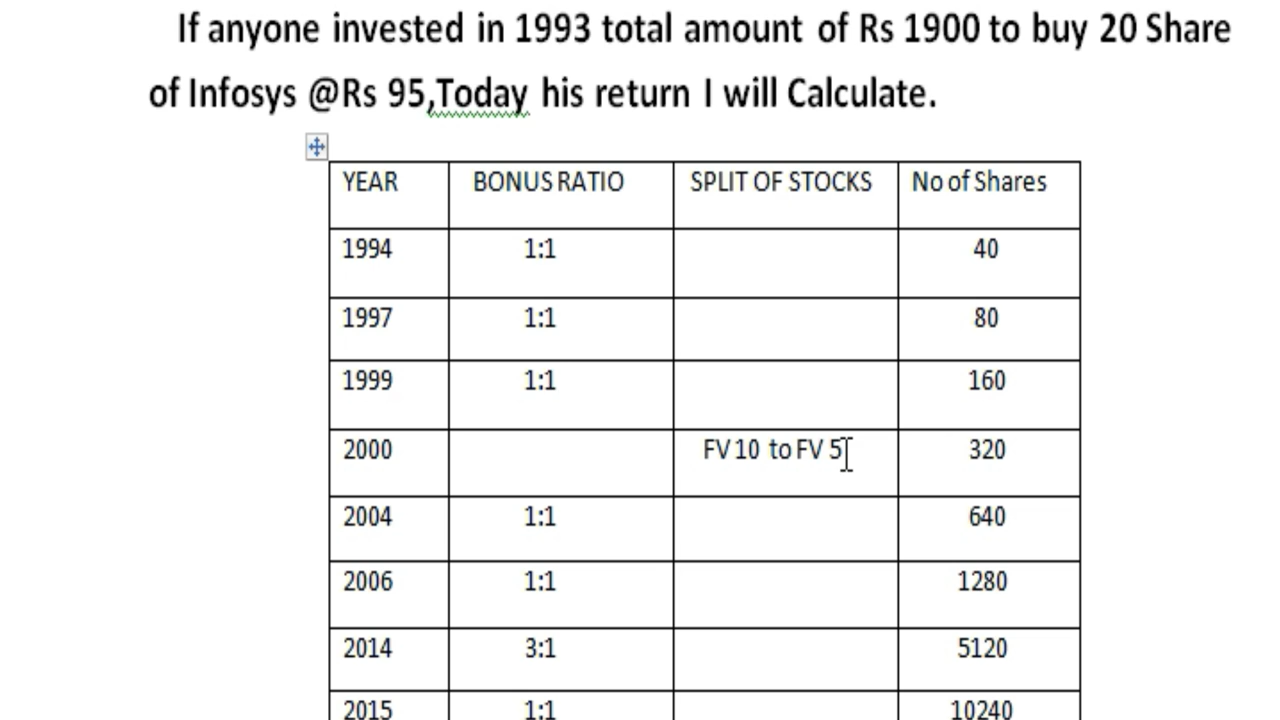 If anyone invested in 1993 total amount of Rs 1900 to buy 20 Share
of Infosys @Rs 95,Today his return I will Calculate.
YEAR BONUS RATIO SPLIT OF STOCKS No of Shares
1994 1:1 40
1997 1:1 80
1999 1:1 160
2000 FV 10 to FV 5 320
2004 1:1 640
2006 1:1 1280
2014 3:1 5120
2015 1:1 10240